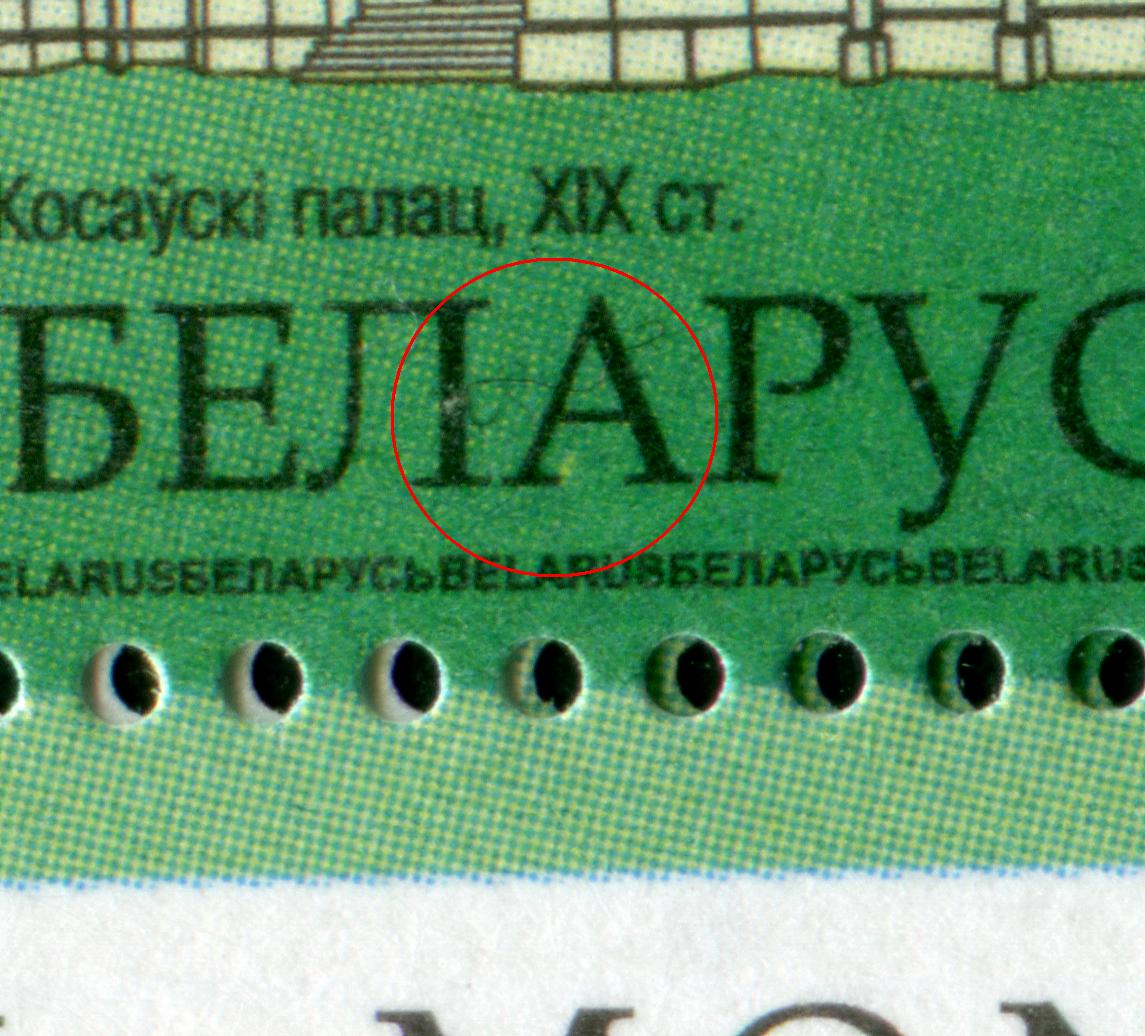 Косаўскі палац, XIX ст.
БЕЛАРУС
ELARUSБЕЛАРУСЬBELARUSБЕЛАРУСЬBELARUS